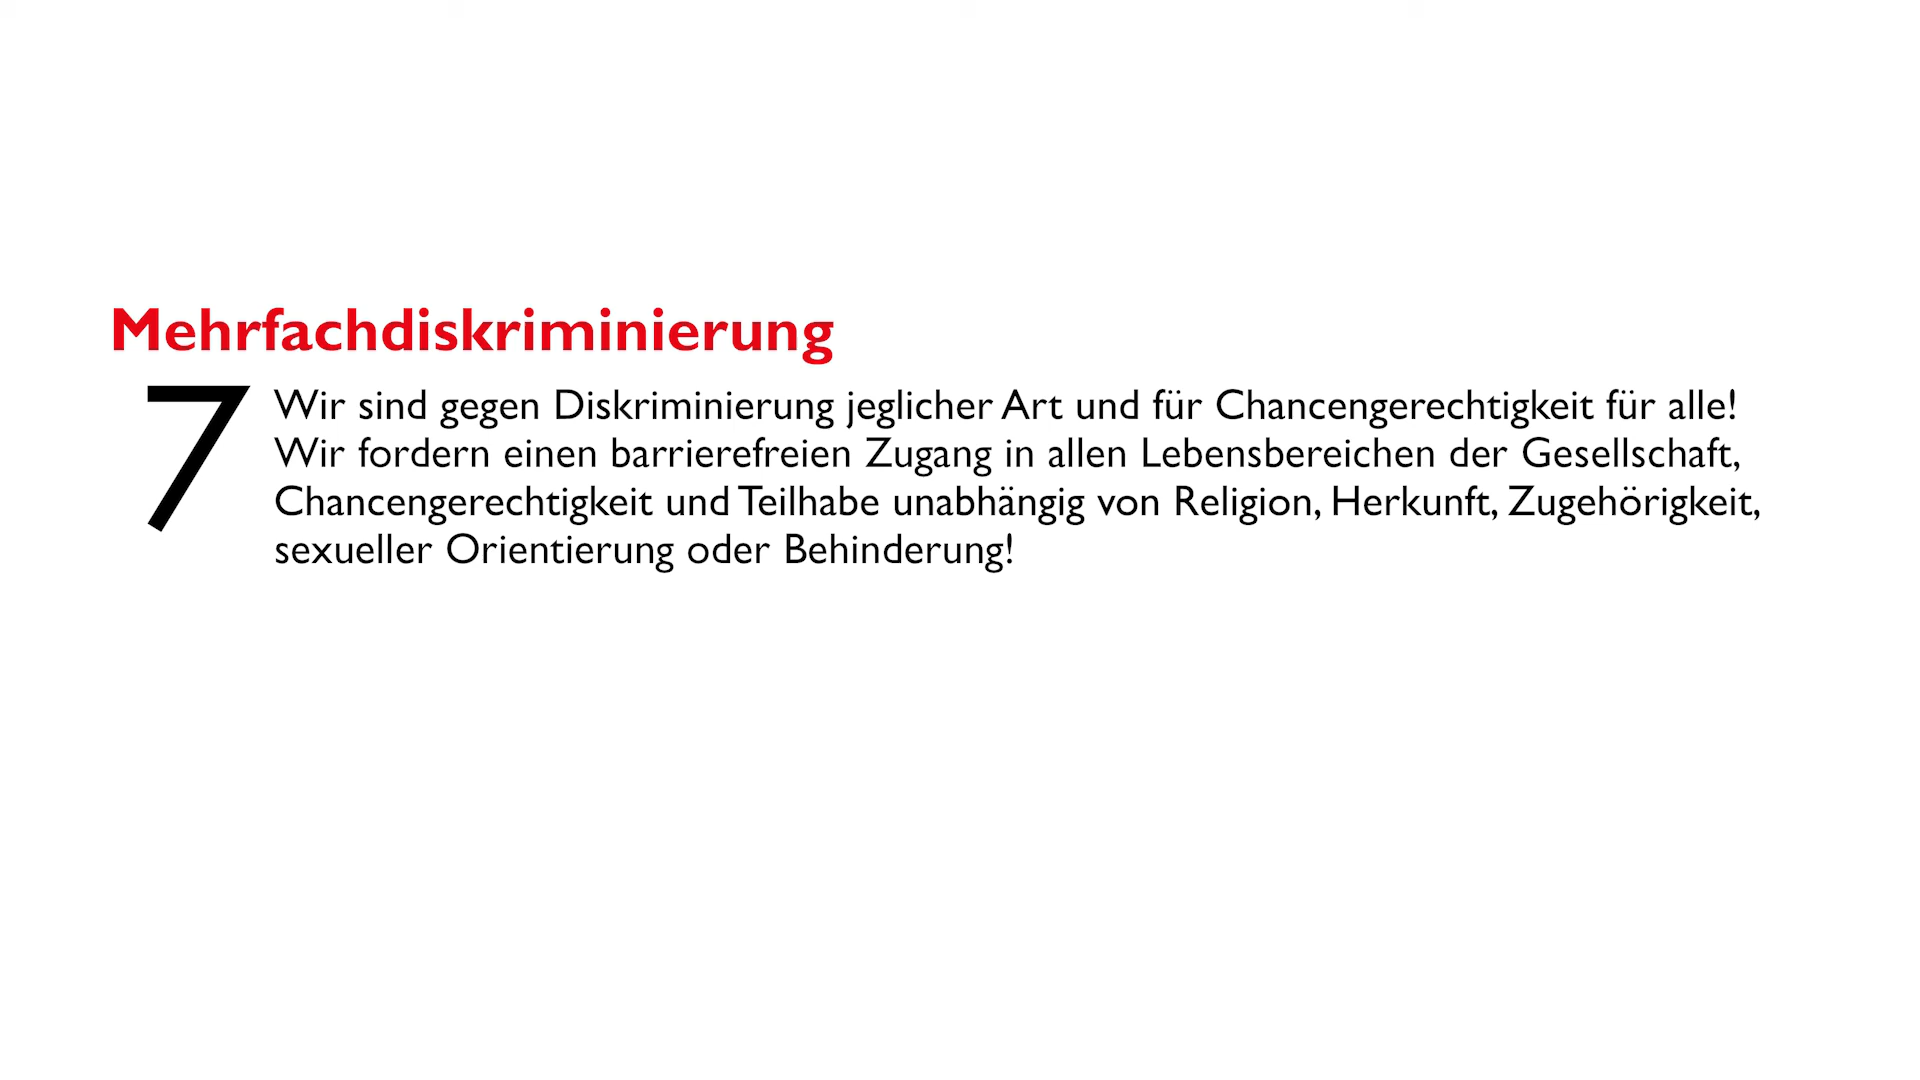 Mehrfachdiskriminierung
7
Wir sind gegen Diskriminierung jeglicher Art und für Chancengerechtigkeit für alle!
Wir fordern einen barrierefreien Zugang in allen Lebensbereichen der Gesellschaft,
Chancengerechtigkeit und Teilhabe unabhängig von Religion, Herkunft, Zugehörigkeit,
sexueller Orientierung oder Behinderung!